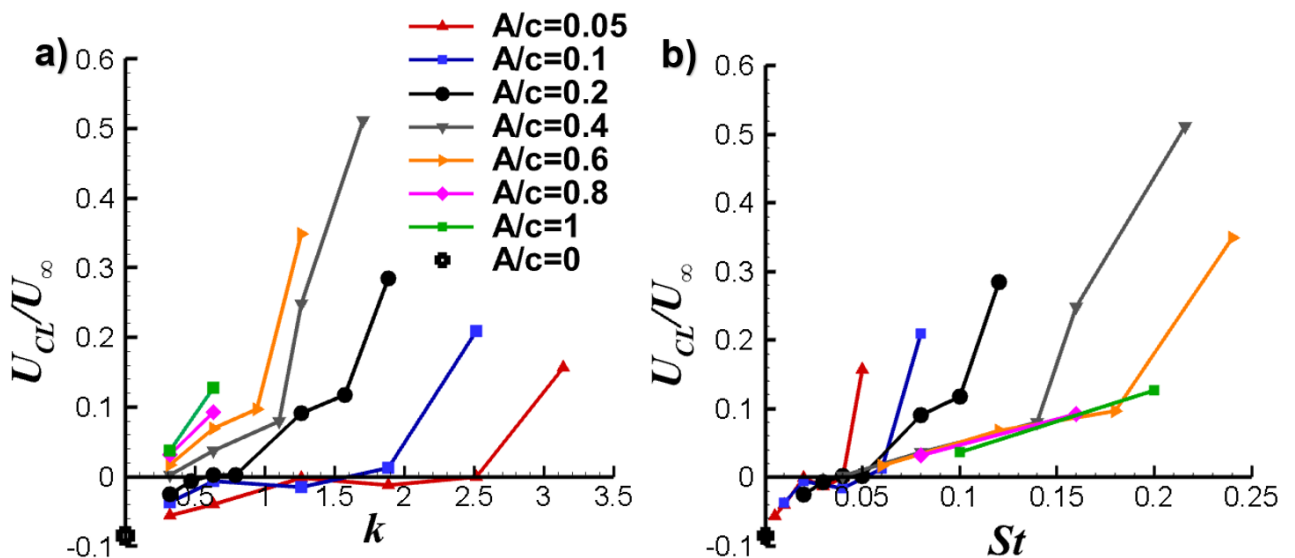 a)
A/c=0.05
A/c=0.1
A/c=0.2
A/c=0.4
A/c=0.6
A/c=0.8
A/c=1
A/c=0
0.6
0.5
0.4
0.3
0.2
0.1
0
-0.1
U_CL/U_∞
0.5 1 1.5 2 2.5 3 3.5
k
b)
0.6
0.5
0.4
0.3
0.2
0.1
0
-0.1
U_CL/U_∞
0.05 0.1 0.15 0.2 0.25
St